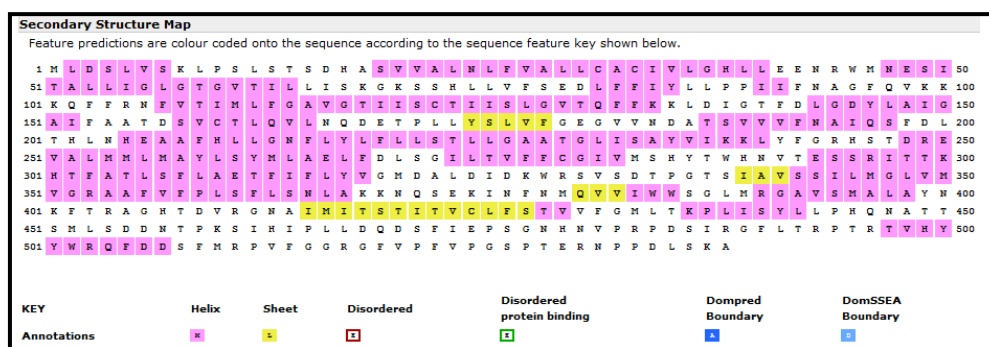 Secondary Structure Map
Feature predictions are colour coded onto the sequence according to the sequence feature key shown below.
1 M L D S L V S K L P S L S T S D H A S V V A L N L F V A L L C A C I V L G H L L E E N R W M N E S I 50
51 T A L L I G L G T G V T I L L I S K G K S S H L L V F S E D L F F I Y L L P P I I F N A G F Q V K K 100
101 K Q F F R N F V T I M L F G A V G T I I S C T I I S L G V T Q F F K K L D I G T F D L G D Y L A I G 150
151 A I F A A T D S V C T L Q V L N Q D E T P L L Y S L V F G E G V V N D A T S V V V F N A I Q S F D L 200
201 T H L N H E A A F H L L G N F L Y L F L L S T L L G A A T G L I S A Y V I K K L Y F G R H S T D R E 250
251 V A L M M L M A Y L S Y M L A E L F D L S G I L T V F F C G I V M S H Y T W H N V T E S S R I T T K 300
301 H T F A T L S F L A E T F I F L Y V G M D A L D I D K W R S V S D T P G T S I A V S S I L M G L V M 350
351 V G R A A F V F P L S F L S N L A K K N Q S E K I N F N M Q V V I W W S G L M R G A V S M A L A Y N 400
401 K F T R A G H T D V R G N A I M I T S T I T V C L F S T V V F G M L T K P L I S Y L L P H Q N A T T 450
451 S M L S D D N T P K S I H I P L L D Q D S F I E P S G N H N V P R P D S I R G F L T R P T R T V H Y 500
501 Y W R Q F D D S F M R P V F G G R G F V P F V P G S P T E R N P P D L S K A
KEY Helix Sheet Disordered Disordered protein binding Dompred Boundary DomSSEA Boundary
Annotations